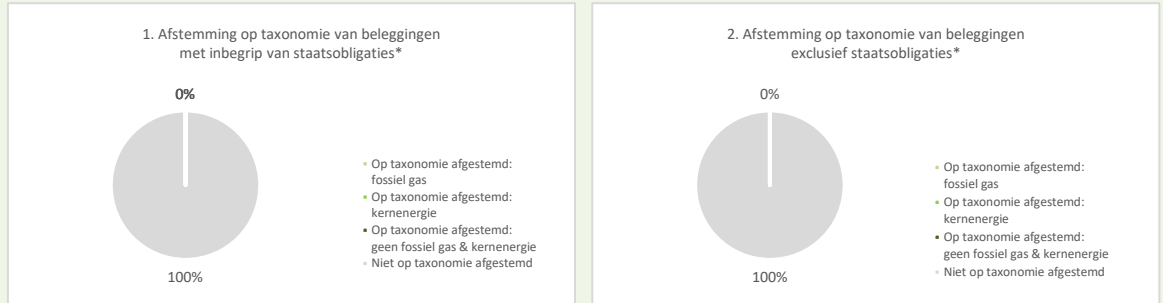 1. Afstemming op taxonomie van beleggingen
met inbegrip van staatsobligaties*
0%
Op taxonomie afgestemd:
fossiel gas
Op taxonomie afgestemd:
kernenergie
Op taxonomie afgestemd:
geen fossiel gas & kernenergie
Niet op taxonomie afgestemd
100%
2. Afstemming op taxonomie van beleggingen
exclusief staatsobligaties*
0%
Op taxonomie afgestemd:
fossiel gas
Op taxonomie afgestemd:
kernenergie
Op taxonomie afgestemd:
geen fossiel gas & kernenergie
Niet op taxonomie afgestemd
100%